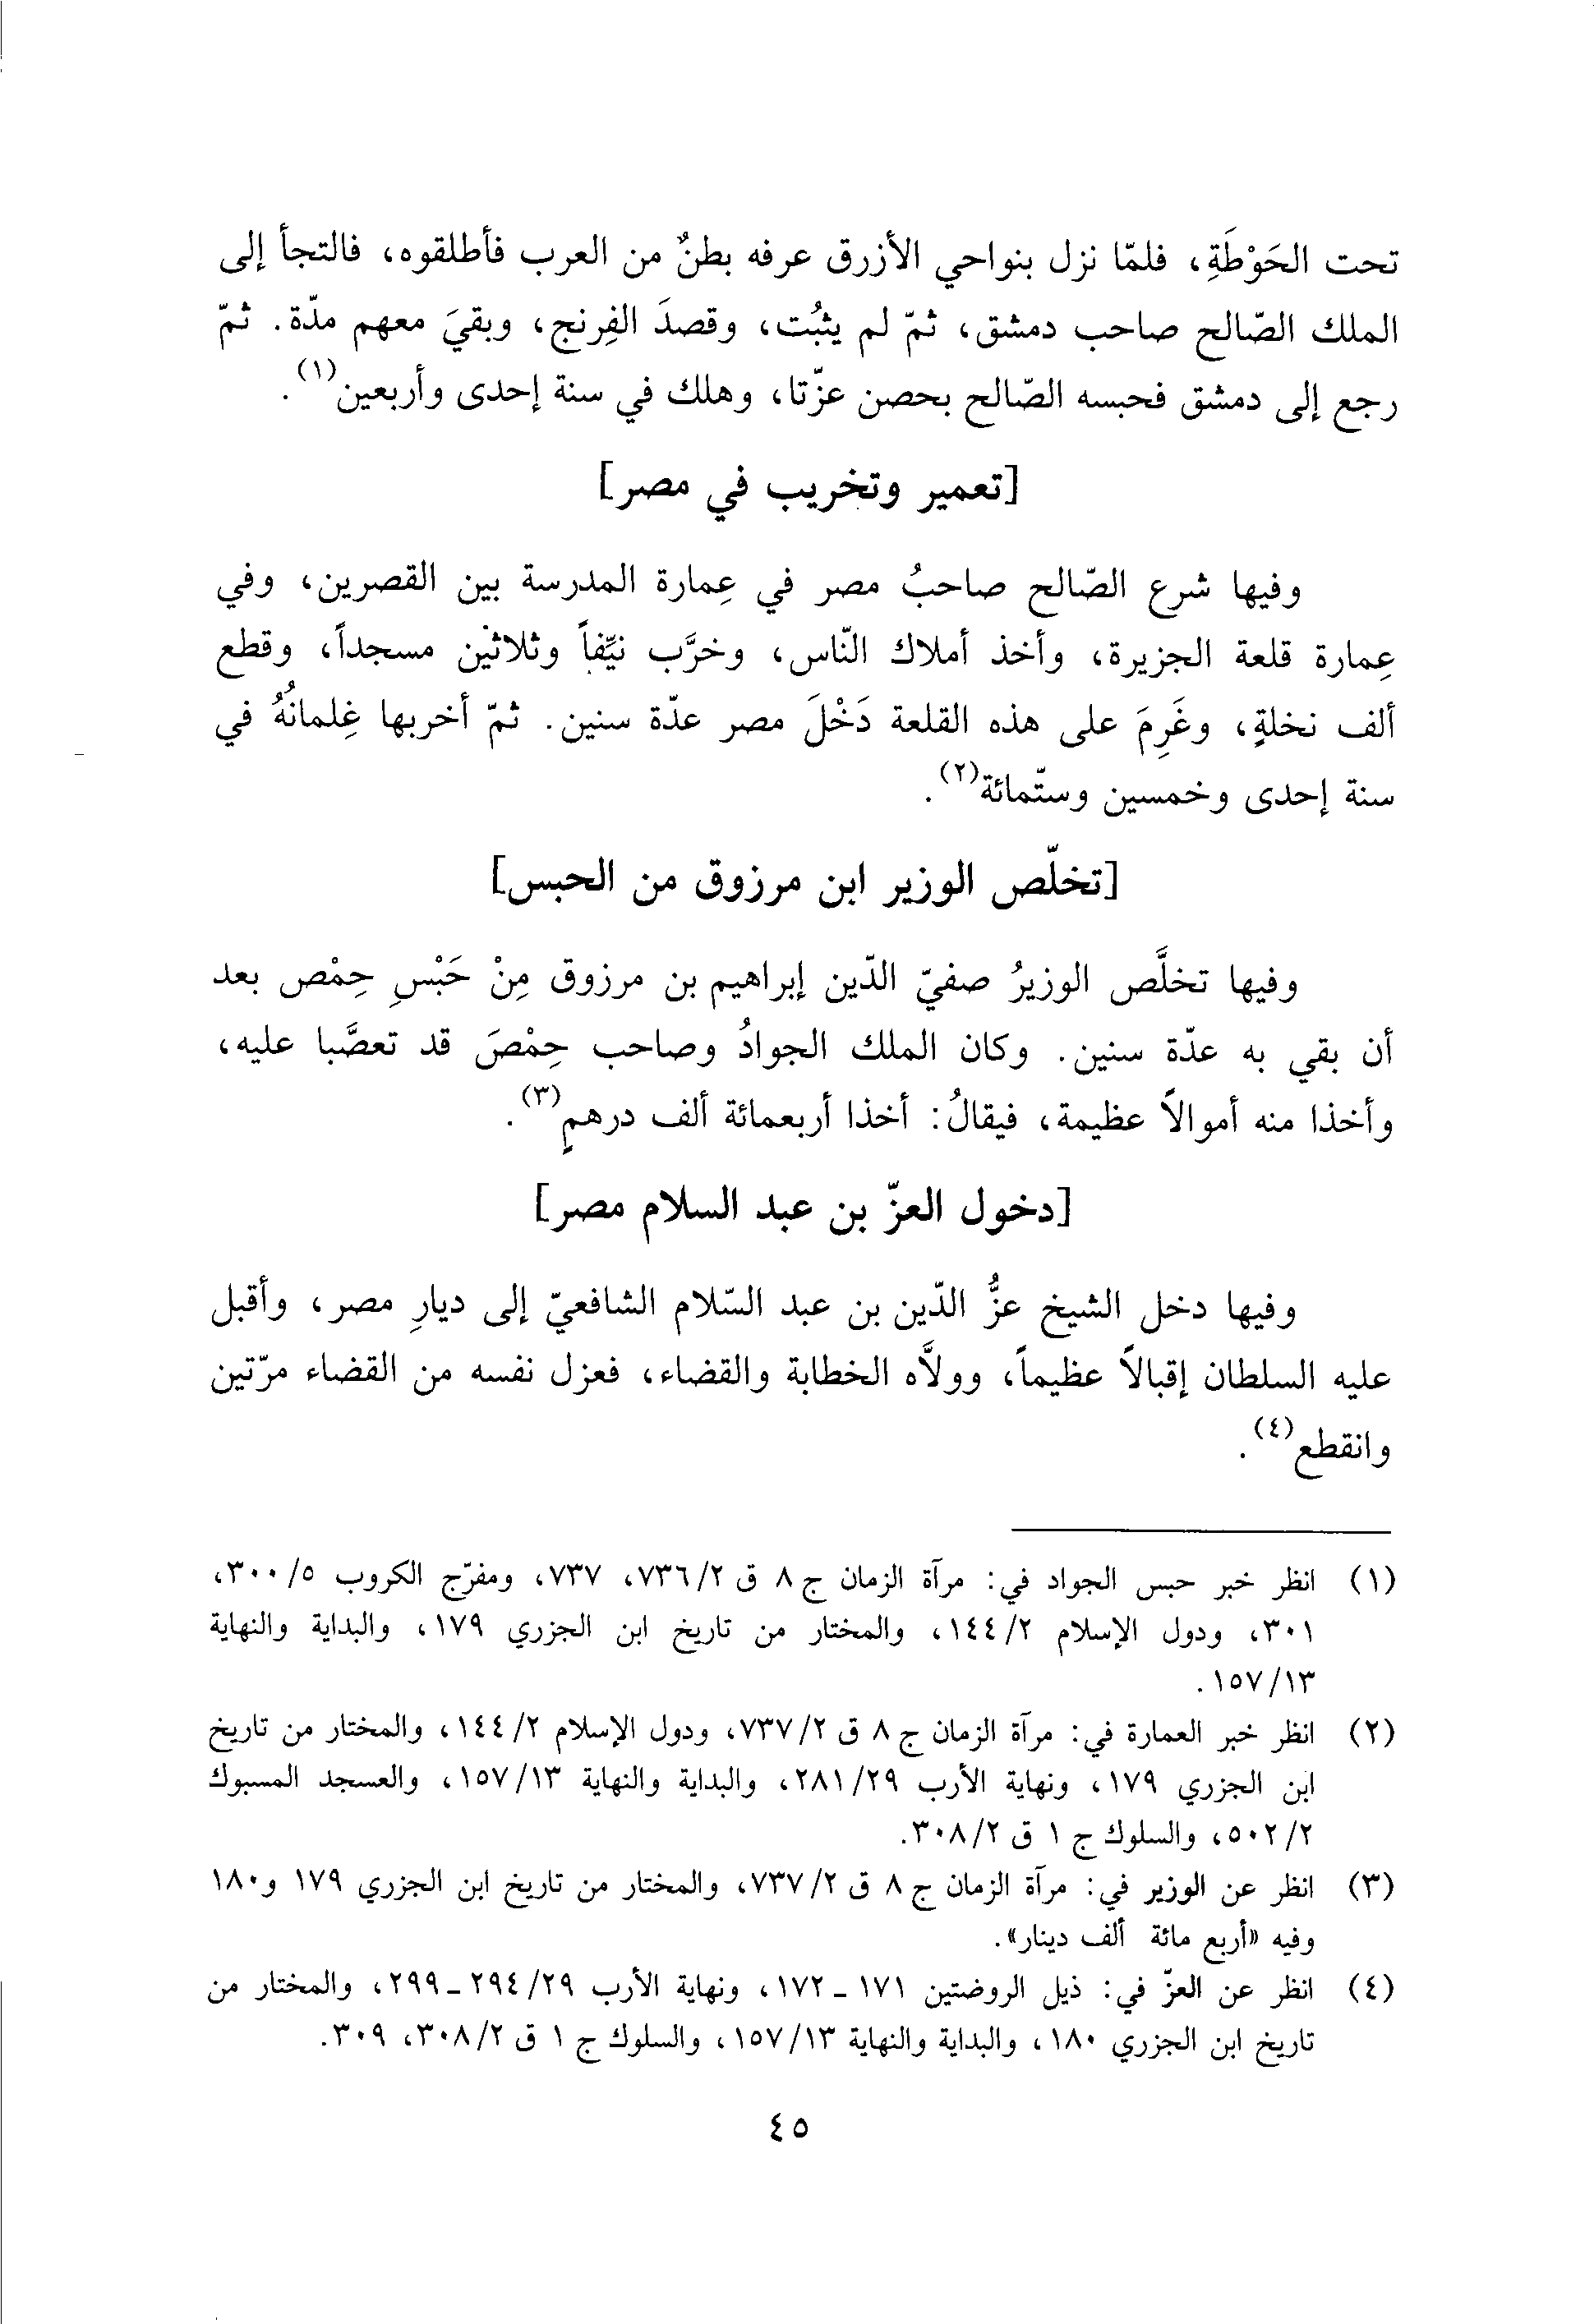 تحت الحَوْطَةِ، فلمّا نزل بنواحي الأزرق عرفه بطنٌ من العرب فأطلقوه، فالتجأ إلى
الملك الصّالح صاحب دمشق، ثمّ لم يثبُت، وقصدَ الفِرنج، وبقيَ معهم مدّة. ثمّ
رجع إلى دمشق فحبسه الصّالح بحصن عزّتا، وهلك في سنة إحدى وأربعين(١).
[تعمير وتخريب في مصر]
وفيها شرع الصّالح صاحبُ مصر في عِمارة المدرسة بين القصرين، وفي
عِمارة قلعة الجزيرة، وأخذ أملاك النّاس، وخرَّب نيِّفاً وثلاثين مسجداً، وقطع
ألف نخلةٍ، وغَرِمَ على هذه القلعة دَخْلَ مصر عدّة سنين. ثمّ أخربها غِلمانُهُ في
سنة إحدى وخمسين وستّمائة(٢).
[تخلّص الوزير ابن مرزوق من الحبس]
وفيها تخلَّص الوزيرُ صفيّ الدّين إبراهيم بن مرزوق مِنْ حَبْسِ حِمْص بعد
أن بقي به عدّة سنين. وكان الملك الجوادُ وصاحب حِمْصَ قد تعصَّبا عليه،
وأخذا منه أموالاً عظيمة، فيقالُ: أخذا أربعمائة ألف درهمٍ(٣).
[دخول العزّ بن عبد السلام مصر]
وفيها دخل الشيخ عزُّ الدّين بن عبد السّلام الشافعيّ إلى ديارِ مصر، وأقبل
عليه السلطان إقبالاً عظيماً، وولاَّه الخطابة والقضاء، فعزل نفسه من القضاء مرّتين
وانقطع(٤).
(١) انظر خبر حبس الجواد في: مرآة الزمان ج ٨ ق ٢/ ٧٣٦، ٧٣٧، ومفرّج الكروب ٥/ ٣٠٠،
٣٠١، ودول الإسلام ٢/ ١٤٤، والمختار من تاريخ ابن الجزري ١٧٩، والبداية والنهاية
١٣/ ١٥٧.
(٢) انظر خبر العمارة في: مرآة الزمان ج ٨ ق ٢/ ٧٣٧، ودول الإسلام ٢/ ١٤٤، والمختار من تاريخ
ابن الجزري ١٧٩، ونهاية الأرب ٢٩/ ٢٨١، والبداية والنهاية ١٣/ ١٥٧، والعسجد المسبوك
٢/ ٥٠٢، والسلوك ج ١ ق ٢/ ٣٠٨.
(٣) انظر عن الوزير في: مرآة الزمان ج ٨ ق ٢/ ٧٣٧، والمختار من تاريخ ابن الجزري ١٧٩ و١٨٠
وفيه «أربع مائة ألف دينار».
(٤) انظر عن العزّ في: ذيل الروضتين ١٧١ - ١٧٢، ونهاية الأرب ٢٩/ ٢٩٤ - ٢٩٩، والمختار من
تاريخ ابن الجزري ١٨٠، والبداية والنهاية ١٣/ ١٥٧، والسلوك ج ١ ق ٢/ ٣٠٨، ٣٠٩.
٤٥